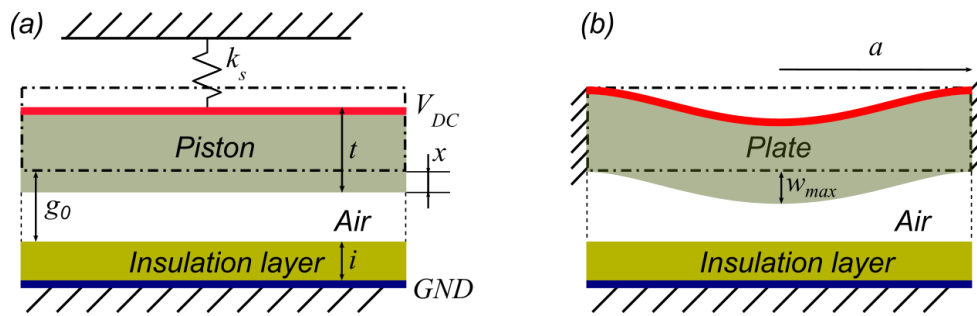 (a)
k_s
V_DC
Piston
t
x
g_0
Air
Insulation layer
i
GND
(b)
a
Plate
w_max
Air
Insulation layer